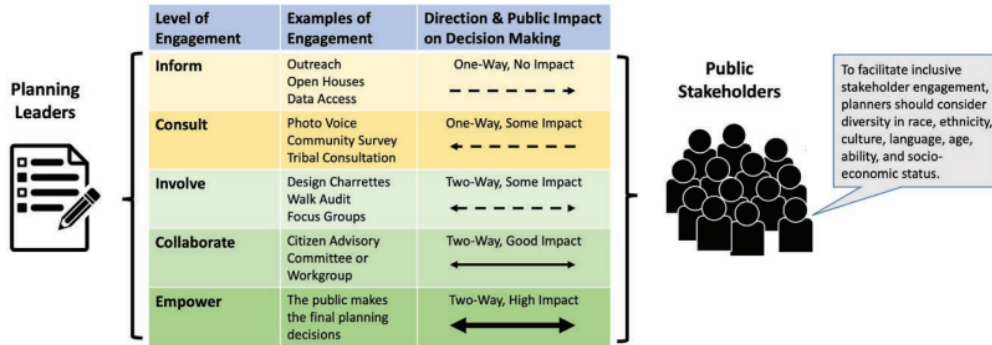 Level of Engagement
Examples of Engagement
Direction & Public Impact on Decision Making
Planning
Leaders
Inform
Outreach
Open Houses
Data Access
One-Way, No Impact
Consult
Photo Voice
Community Survey
Tribal Consultation
One-Way, Some Impact
Involve
Design Charrettes
Walk Audit
Focus Groups
Two-Way, Some Impact
Collaborate
Citizen Advisory
Committee or
Workgroup
Two-Way, Good Impact
Empower
The public makes
the final planning
decisions
Two-Way, High Impact
Public
Stakeholders
To facilitate inclusive
stakeholder engagement,
planners should consider
diversity in race, ethnicity,
culture, language, age,
ability, and socio-
economic status.